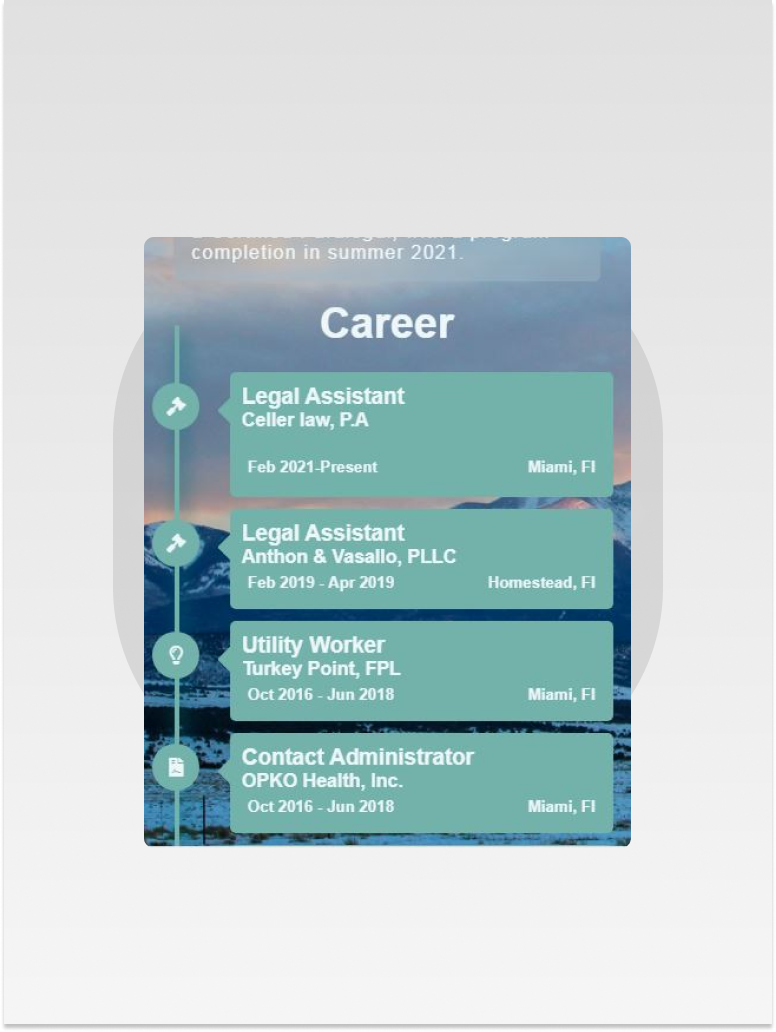 completion in summer 2021.
Career
Legal Assistant
Celler law, P.A
Feb 2021-Present Miami, Fl
Legal Assistant
Anthon & Vasallo, PLLC
Feb 2019 - Apr 2019 Homestead, Fl
Utility Worker
Turkey Point, FPL
Oct 2016 - Jun 2018 Miami, Fl
Contact Administrator
OPKO Health, Inc.
Oct 2016 - Jun 2018 Miami, Fl